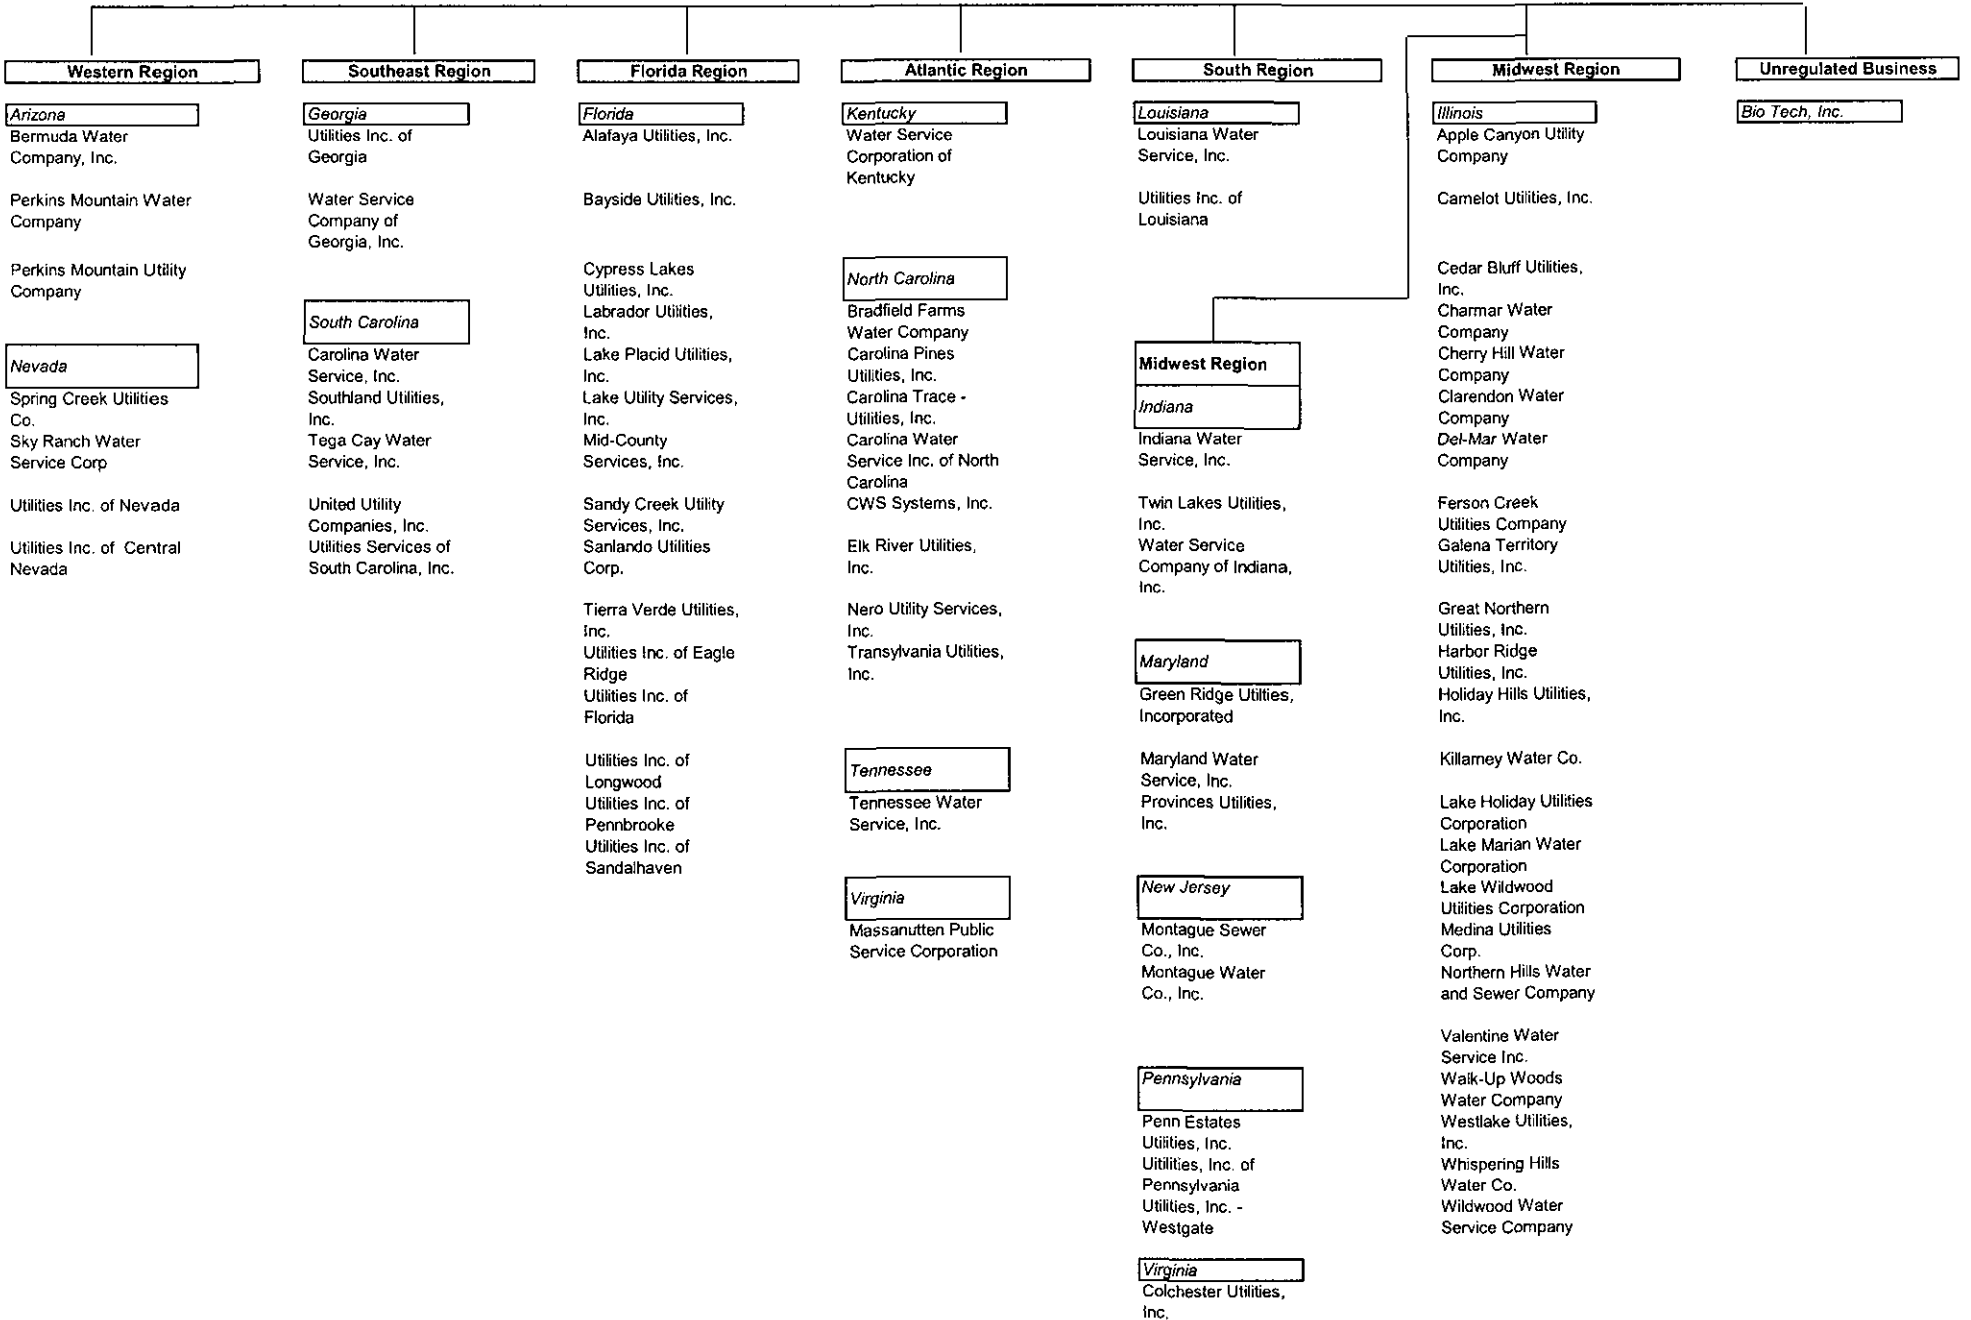 Western Region
Arizona
Bermuda Water
Company, Inc.
Perkins Mountain Water
Company
Perkins Mountain Utility
Company
Nevada
Spring Creek Utilities
Co.
Sky Ranch Water
Service Corp
Utilities Inc. of Nevada
Utilities Inc. of Central
Nevada
Southeast Region
Georgia
Utilities Inc. of
Georgia
Water Service
Company of
Georgia, Inc.
South Carolina
Carolina Water
Service, Inc.
Southland Utilities,
Inc.
Tega Cay Water
Service, Inc.
United Utility
Companies, Inc.
Utilities Services of
South Carolina, Inc.
Florida Region
Florida
Alafaya Utilities, Inc.
Bayside Utilities, Inc.
Cypress Lakes
Utilities, Inc.
Labrador Utilities,
Inc.
Lake Placid Utilities,
Inc.
Lake Utility Services,
Inc.
Mid-County
Services, Inc.
Sandy Creek Utility
Services, Inc.
Sanlando Utilities
Corp.
Tierra Verde Utilities,
Inc.
Utilities Inc. of Eagle
Ridge
Utilities Inc. of
Florida
Utilities Inc. of
Longwood
Utilities Inc. of
Pennbrooke
Utilities Inc. of
Sandalhaven
Atlantic Region
Kentucky
Water Service
Corporation of
Kentucky
North Carolina
Bradfield Farms
Water Company
Carolina Pines
Utilities, Inc.
Carolina Trace -
Utilities, Inc.
Carolina Water
Service Inc. of North
Carolina
CWS Systems, Inc.
Elk River Utilities,
Inc.
Nero Utility Services,
Inc.
Transylvania Utilities,
Inc.
Tennessee
Tennessee Water
Service, Inc.
Virginia
Massanutten Public
Service Corporation
South Region
Louisiana
Louisiana Water
Service, Inc.
Utilities Inc. of
Louisiana
Midwest Region
Indiana
Indiana Water
Service, Inc.
Twin Lakes Utilities,
Inc.
Water Service
Company of Indiana,
Inc.
Maryland
Green Ridge Utilties,
Incorporated
Maryland Water
Service, Inc.
Provinces Utilities,
Inc.
New Jersey
Montague Sewer
Co., Inc.
Montague Water
Co., Inc.
Pennsylvania
Penn Estates
Utilities, Inc.
Uitilities, Inc. of
Pennsylvania
Utilities, Inc. -
Westgate
Virginia
Colchester Utilities,
Inc.
Midwest Region
Illinois
Apple Canyon Utility
Company
Camelot Utilities, Inc.
Cedar Bluff Utilities,
Inc.
Charmar Water
Company
Cherry Hill Water
Company
Clarendon Water
Company
Del-Mar Water
Company
Ferson Creek
Utilities Company
Galena Territory
Utilities, Inc.
Great Northern
Utilities, Inc.
Harbor Ridge
Utilities, Inc.
Holiday Hills Utilities,
Inc.
Killarney Water Co.
Lake Holiday Utilities
Corporation
Lake Marian Water
Corporation
Lake Wildwood
Utilities Corporation
Medina Utilities
Corp.
Northern Hills Water
and Sewer Company
Valentine Water
Service Inc.
Walk-Up Woods
Water Company
Westlake Utilities,
Inc.
Whispering Hills
Water Co.
Wildwood Water
Service Company
Unregulated Business
Bio Tech, Inc.